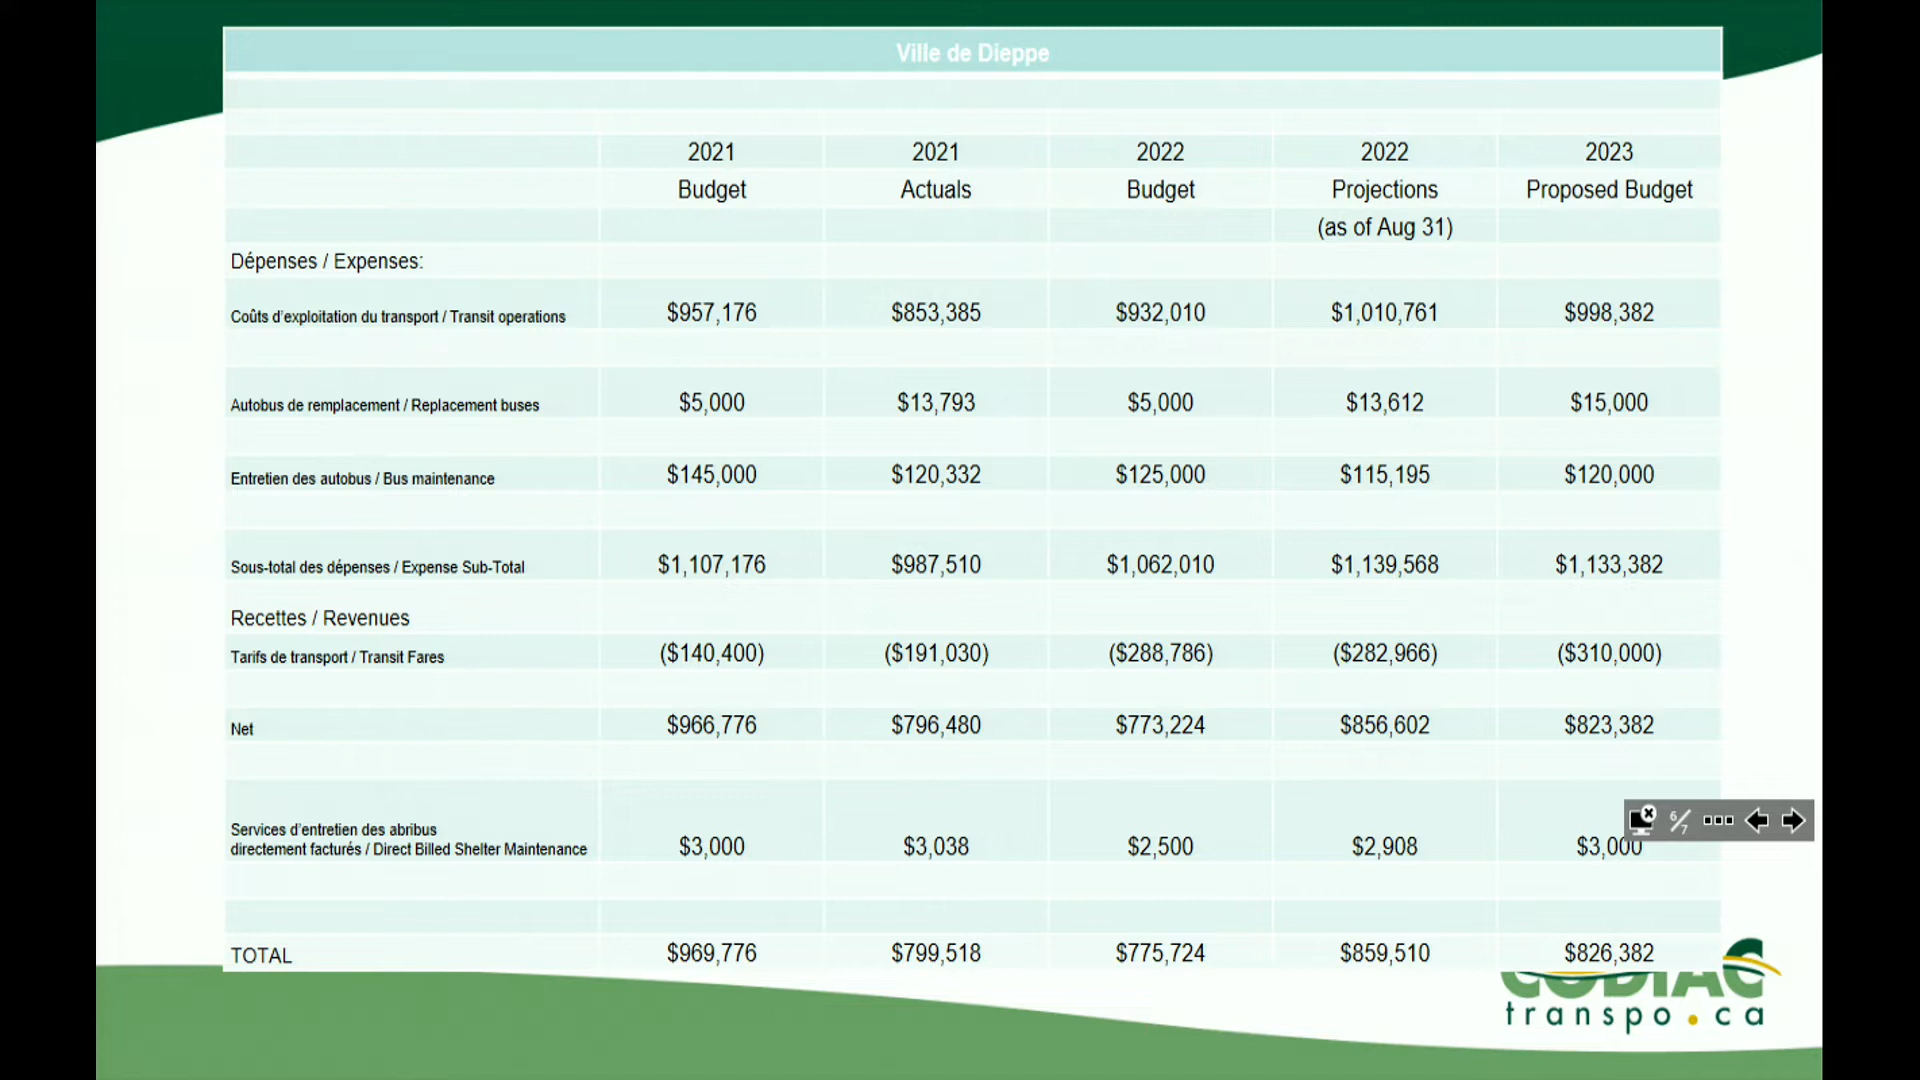 Ville de Dieppe
2021 2021 2022 2022 2023
Budget Actuals Budget Projections Proposed Budget
(as of Aug 31)
Dépenses / Expenses:
Coûts d'exploitation du transport / Transit operations $957,176 $853,385 $932,010 $1,010,761 $998,382
Autobus de remplacement / Replacement buses $5,000 $13,793 $5,000 $13,612 $15,000
Entretien des autobus / Bus maintenance $145,000 $120,332 $125,000 $115,195 $120,000
Sous-total des dépenses / Expense Sub-Total $1,107,176 $987,510 $1,062,010 $1,139,568 $1,133,382
Recettes / Revenues
Tarifs de transport / Transit Fares ($140,400) ($191,030) ($288,786) ($282,966) ($310,000)
Net $966,776 $796,480 $773,224 $856,602 $823,382
6/7
Services d'entretien des abribus
directement facturés / Direct Billed Shelter Maintenance $3,000 $3,038 $2,500 $2,908 $3,000
TOTAL $969,776 $799,518 $775,724 $859,510 $826,382
CODIAC
transpo.ca